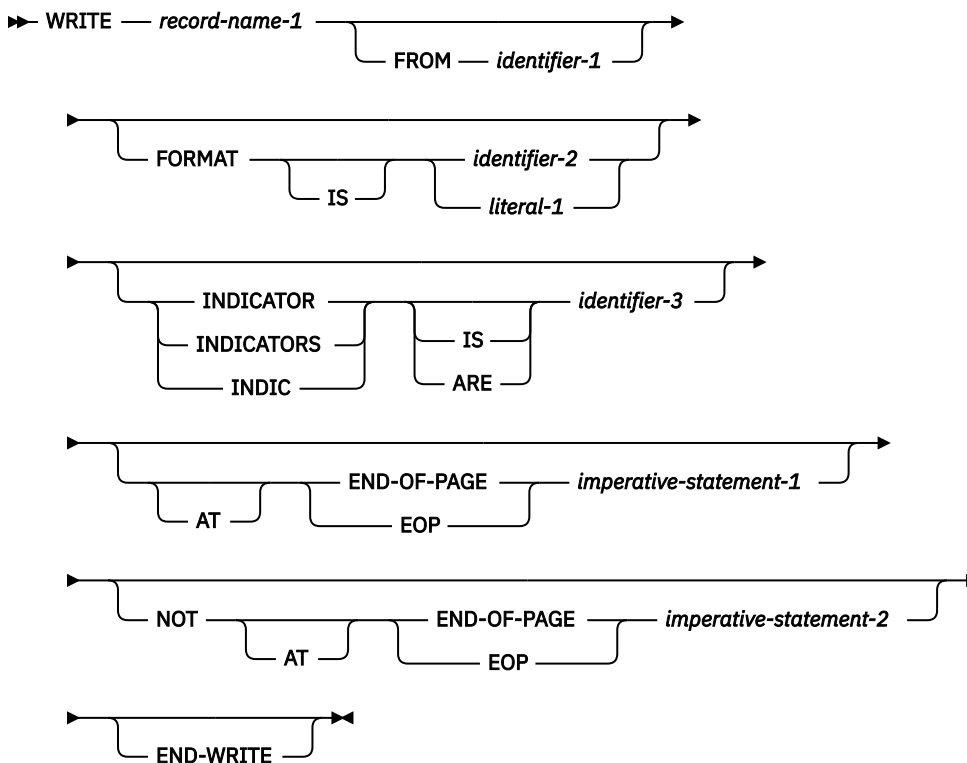 WRITE record-name-1
FROM identifier-1
FORMAT identifier-2
IS literal-1
INDICATOR identifier-3
INDICATORS IS
INDIC ARE
END-OF-PAGE imperative-statement-1
AT EOP
NOT END-OF-PAGE imperative-statement-2
AT EOP
END-WRITE